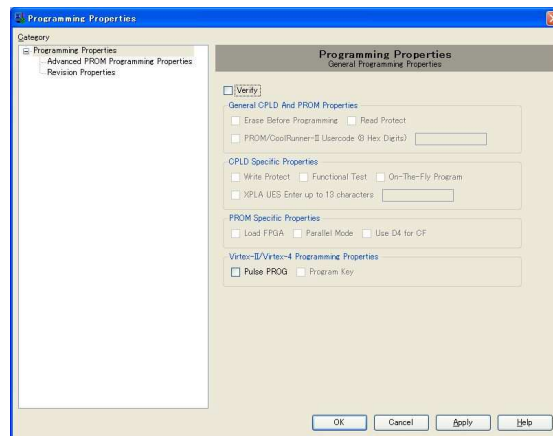 Programming Properties
Category
Programming Properties
Advanced PROM Programming Properties
Revision Properties
Programming Properties
General Programming Properties
Verify
General CPLD And PROM Properties
Erase Before Programming Read Protect
PROM/CoolRunner-II Usercode (8 Hex Digits)
CPLD Specific Properties
Write Protect Functional Test On-The-Fly Program
XPLA UES Enter up to 13 characters
PROM Specific Properties
Load FPGA Parallel Mode Use D4 for CF
Virtex-II/Virtex-4 Programming Properties
Pulse PROG Program Key
OK Cancel Apply Help